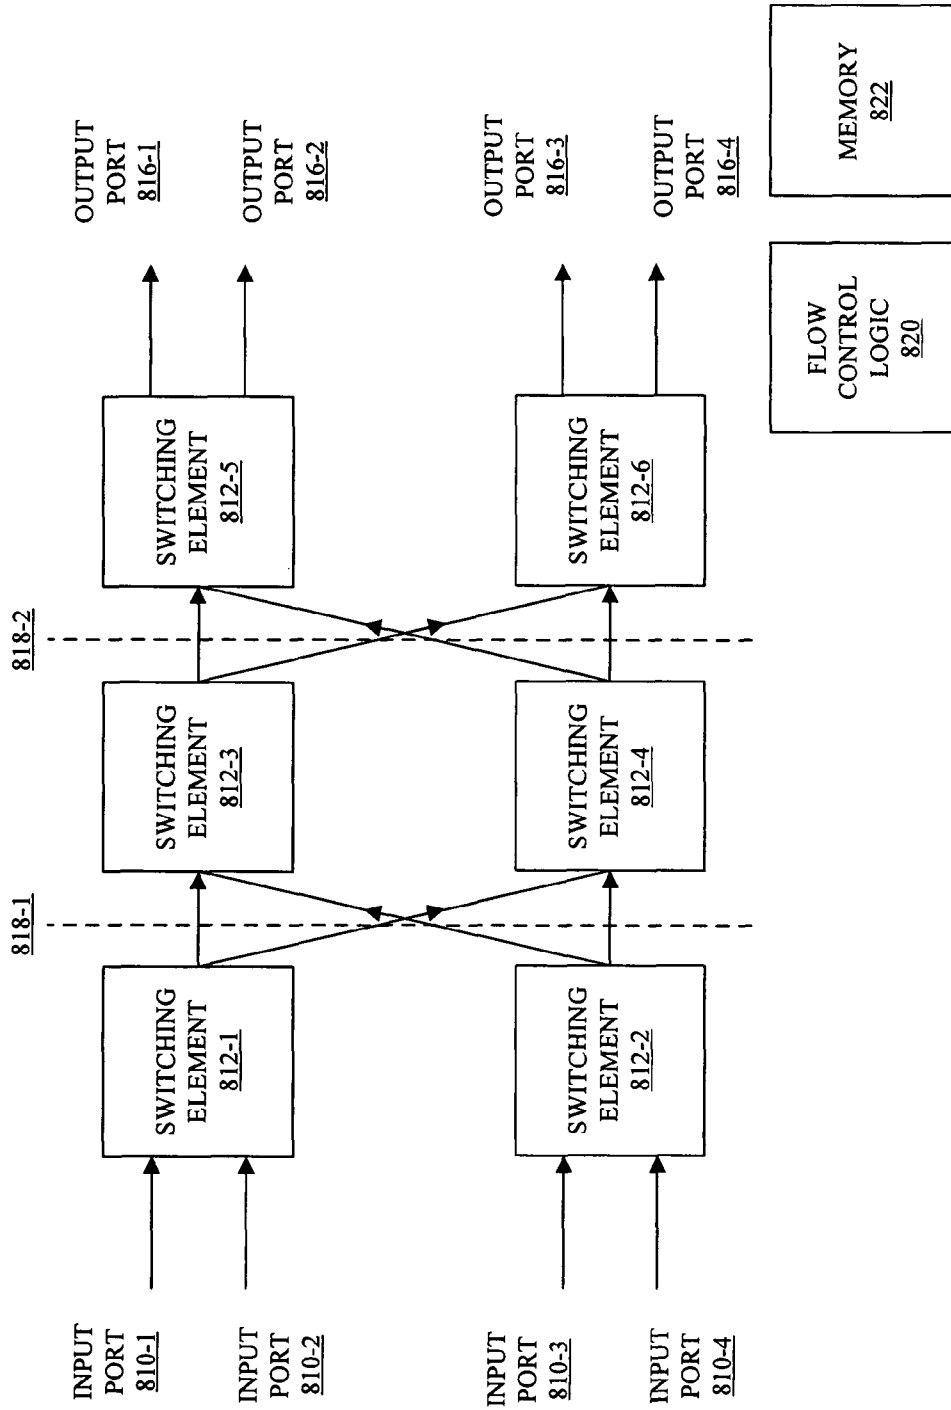 818-1
818-2
INPUT
PORT
810-1
SWITCHING
ELEMENT
812-1
SWITCHING
ELEMENT
812-3
SWITCHING
ELEMENT
812-5
OUTPUT
PORT
816-1
INPUT
PORT
810-2
OUTPUT
PORT
816-2
INPUT
PORT
810-3
SWITCHING
ELEMENT
812-2
SWITCHING
ELEMENT
812-4
SWITCHING
ELEMENT
812-6
OUTPUT
PORT
816-3
INPUT
PORT
810-4
OUTPUT
PORT
816-4
FLOW
CONTROL
LOGIC
820
MEMORY
822